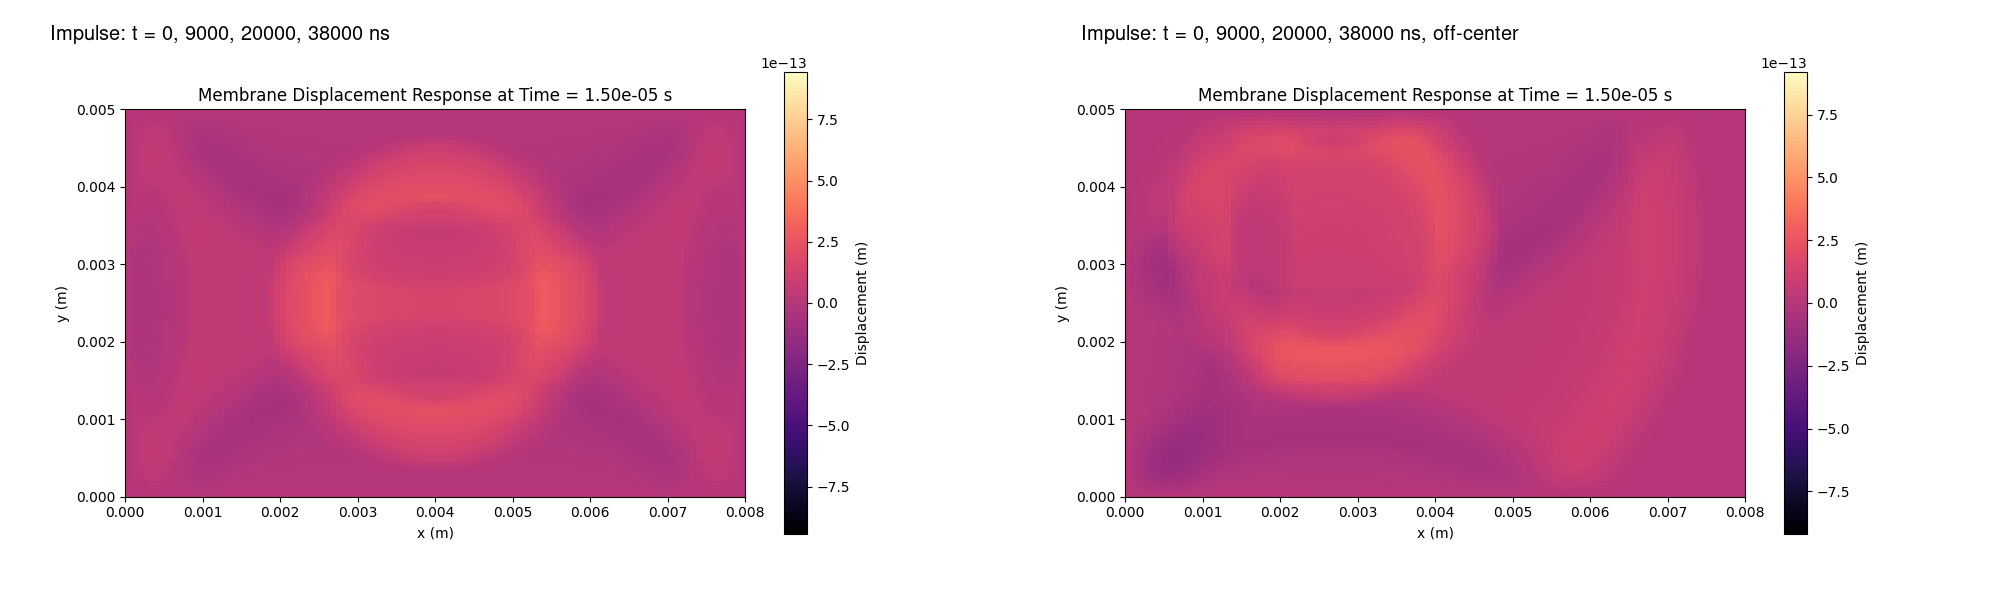 Impulse: t = 0, 9000, 20000, 38000 ns
1e−13
Membrane Displacement Response at Time = 1.50e-05 s
0.005
0.004
0.003
0.002
0.001
0.000
y (m)
0.000 0.001 0.002 0.003 0.004 0.005 0.006 0.007 0.008
x (m)
7.5
5.0
2.5
0.0
−2.5
−5.0
−7.5
Displacement (m)
Impulse: t = 0, 9000, 20000, 38000 ns, off-center
1e−13
Membrane Displacement Response at Time = 1.50e-05 s
0.005
0.004
0.003
0.002
0.001
0.000
y (m)
0.000 0.001 0.002 0.003 0.004 0.005 0.006 0.007 0.008
x (m)
7.5
5.0
2.5
0.0
−2.5
−5.0
−7.5
Displacement (m)